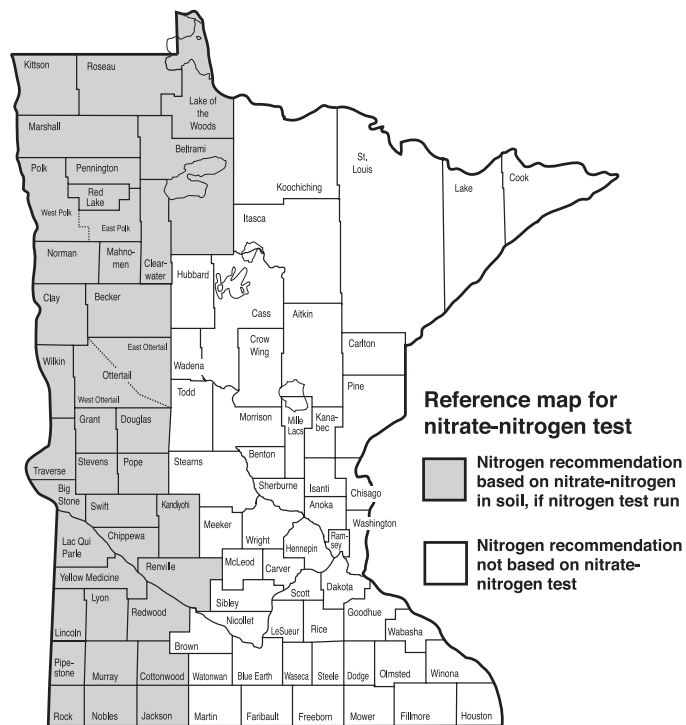 Kittson
Roseau
Lake of
the
Woods
Marshall
Beltrami
Polk
Pennington
Red
Lake
West Polk
East Polk
Koochiching
St.
Louis
Lake
Cook
Itasca
Norman
Mahno-
men
Clear-
water
Hubbard
Cass
Clay
Becker
Aitkin
Crow
Wing
Carlton
East Ottertail
Wilkin
Ottertail
West Ottertail
Wadena
Todd
Pine
Grant
Douglas
Morrison
Mille
Lacs
Kana-
bec
Benton
Traverse
Stevens
Pope
Stearns
Big
Stone
Swift
Kandiyohi
Sherburne
Isanti
Chisago
Anoka
Washington
Meeker
Wright
Hennepin
Ram-
sey
Lac Qui
Parle
Chippewa
Renville
McLeod
Carver
Yellow Medicine
Scott
Dakota
Sibley
Lyon
Redwood
Nicollet
LeSueur
Rice
Goodhue
Wabasha
Lincoln
Brown
Pipe-
stone
Murray
Cottonwood
Watonwan
Blue Earth
Waseca
Steele
Dodge
Olmsted
Winona
Rock
Nobles
Jackson
Martin
Faribault
Freeborn
Mower
Fillmore
Houston
Reference map for
nitrate-nitrogen test
Nitrogen recommendation
based on nitrate-nitrogen
in soil, if nitrogen test run
Nitrogen recommendation
not based on nitrate-
nitrogen test